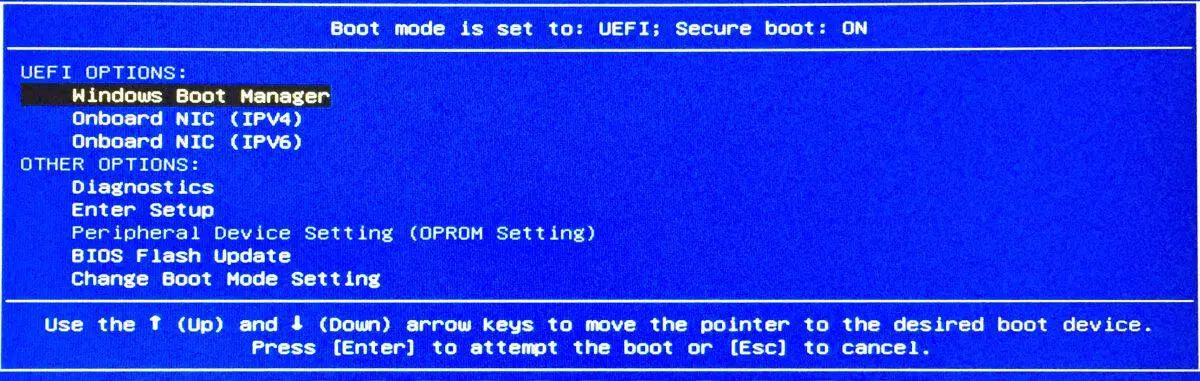 Boot mode is set to: UEFI; Secure boot: ON
UEFI OPTIONS:
Windows Boot Manager
Onboard NIC (IPV4)
Onboard NIC (IPV6)
OTHER OPTIONS:
Diagnostics
Enter Setup
Peripheral Device Setting (OPROM Setting)
BIOS Flash Update
Change Boot Mode Setting
Use the ↑ (Up) and ↓ (Down) arrow keys to move the pointer to the desired boot device.
Press [Enter] to attempt the boot or [Esc] to cancel.